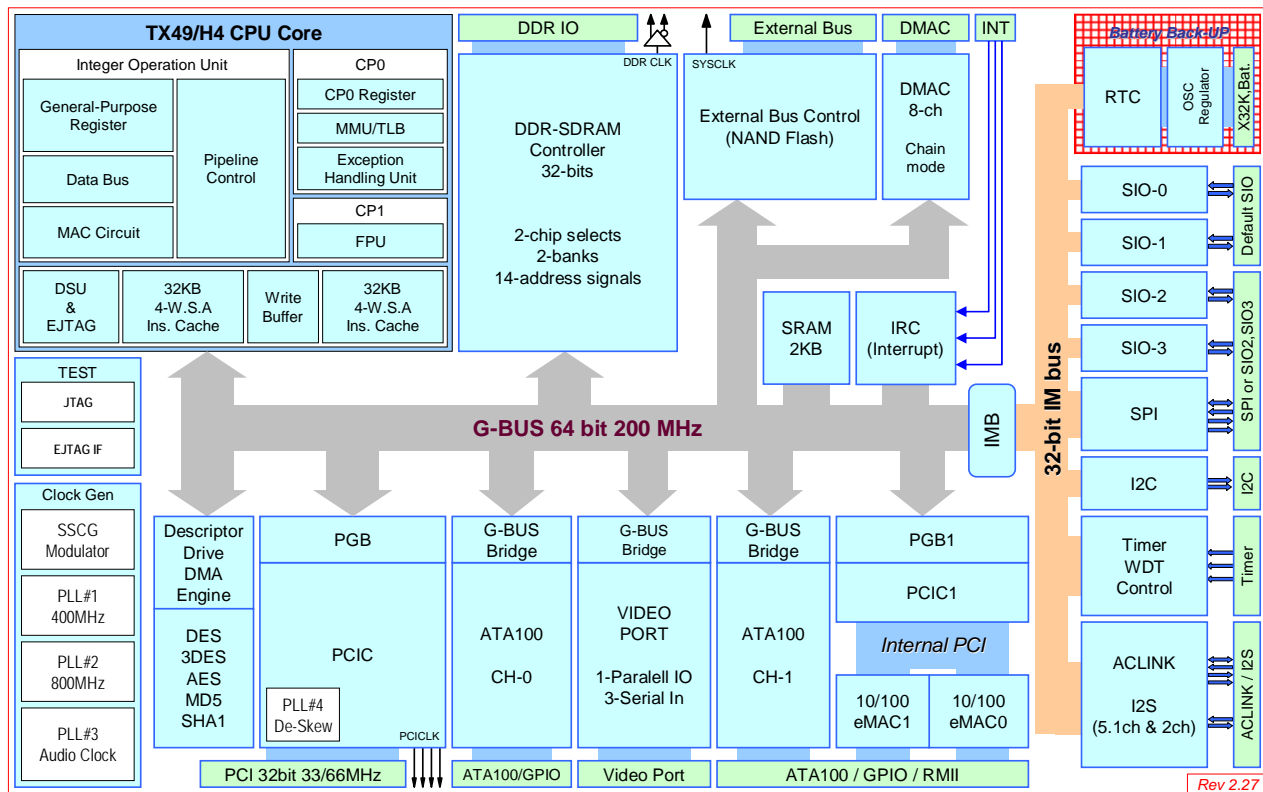 TX49/H4 CPU Core
Integer Operation Unit
General-Purpose
Register
Data Bus
MAC Circuit
Pipeline
Control
CP0
CP0 Register
MMU/TLB
Exception
Handling Unit
CP1
FPU
DSU
&
EJTAG
32KB
4-W.S.A
Ins. Cache
Write
Buffer
32KB
4-W.S.A
Ins. Cache
DDR IO
DDR CLK
DDR-SDRAM
Controller
32-bits
2-chip selects
2-banks
14-address signals
External Bus
SYSCLK
External Bus Control
(NAND Flash)
DMAC
DMAC
8-ch
Chain
mode
INT
SRAM
2KB
IRC
(Interrupt)
Battery Back-UP
RTC
OSC
Regulator
X32K,Bat.
SIO-0
SIO-1
Default SIO
SIO-2
SIO-3
SPI
SPI or SIO2,SIO3
I2C
I2C
Timer
WDT
Control
Timer
ACLINK
I2S
(5.1ch & 2ch)
ACLINK / I2S
32-bit IM bus
IMB
G-BUS 64 bit 200 MHz
TEST
JTAG
EJTAG IF
Clock Gen
SSCG
Modulator
PLL#1
400MHz
PLL#2
800MHz
PLL#3
Audio Clock
Descriptor
Drive
DMA
Engine
DES
3DES
AES
MD5
SHA1
PGB
PCIC
PLL#4
De-Skew
PCICLK
PCI 32bit 33/66MHz
G-BUS
Bridge
ATA100
CH-0
ATA100/GPIO
G-BUS
Bridge
VIDEO
PORT
1-Paralell IO
3-Serial In
Video Port
G-BUS
Bridge
ATA100
CH-1
PGB1
PCIC1
Internal PCI
10/100
eMAC1
10/100
eMAC0
ATA100 / GPIO / RMII
Rev 2.27